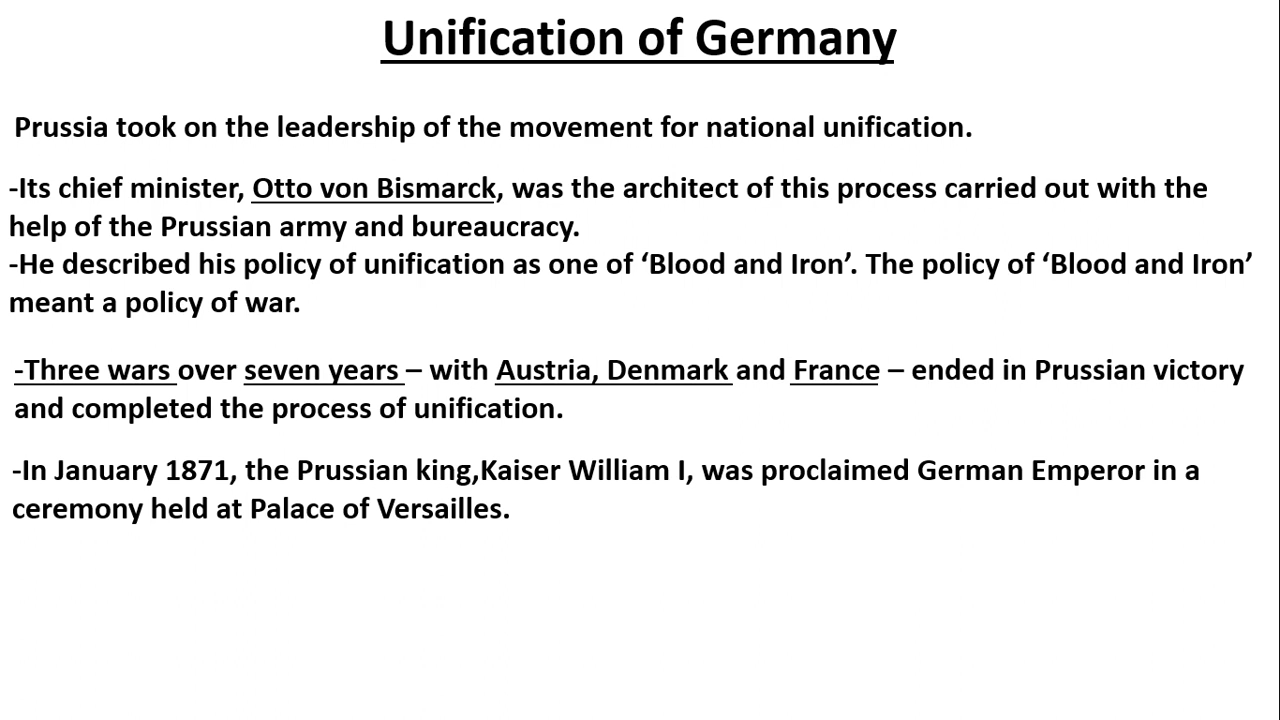 Unification of Germany
Prussia took on the leadership of the movement for national unification.
-Its chief minister, Otto von Bismarck, was the architect of this process carried out with the
help of the Prussian army and bureaucracy.
-He described his policy of unification as one of ‘Blood and Iron’. The policy of ‘Blood and Iron’
meant a policy of war.
-Three wars over seven years – with Austria, Denmark and France – ended in Prussian victory
and completed the process of unification.
-In January 1871, the Prussian king,Kaiser William I, was proclaimed German Emperor in a
ceremony held at Palace of Versailles.